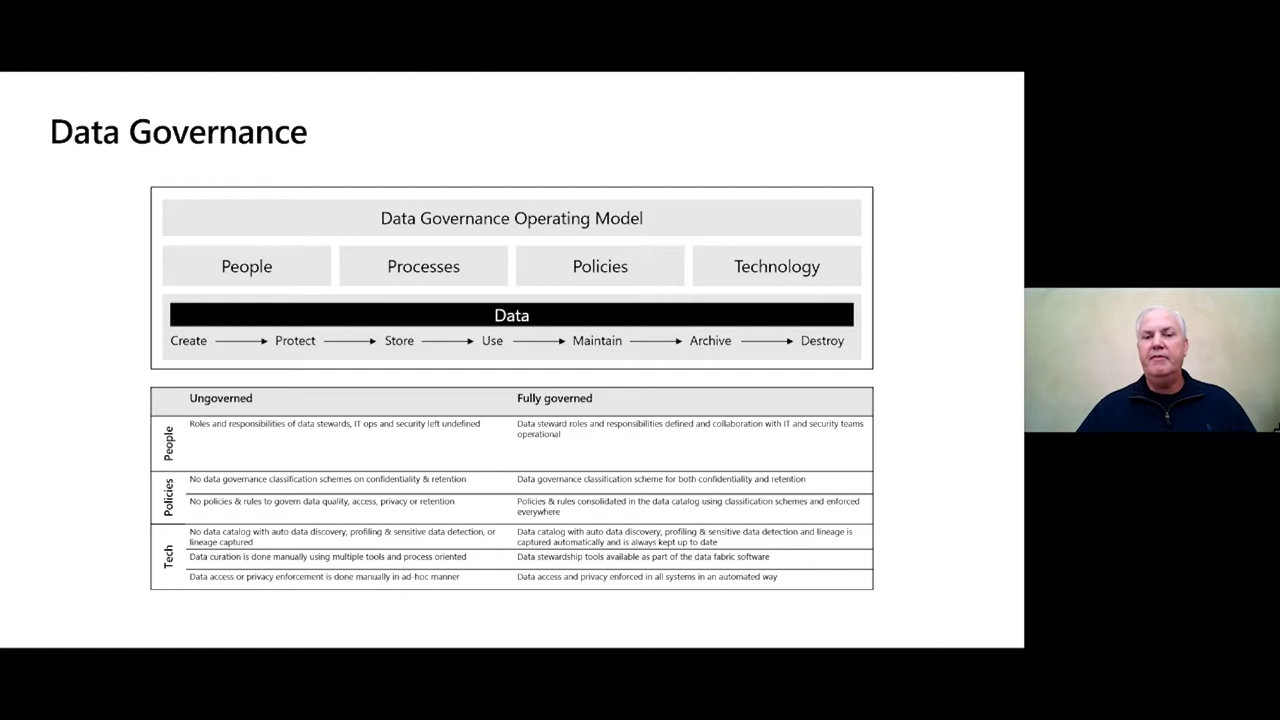 Data Governance
Data Governance Operating Model
People Processes Policies Technology
Data
Create Protect Store Use Maintain Archive Destroy
Ungoverned Fully governed
People
Roles and responsibilities of data stewards, IT ops and security left undefined
Data steward roles and responsibilities defined and collaboration with IT and security teams
operational
Policies
No data governance classification schemes on confidentiality & retention
Data governance classification scheme for both confidentiality and retention
No policies & rules to govern data quality, access, privacy or retention
Policies & rules consolidated in the data catalog using classification schemes and enforced
everywhere
Tech
No data catalog with auto data discovery, profiling & sensitive data detection, or
lineage captured
Data catalog with auto data discovery, profiling & sensitive data detection and lineage is
captured automatically and is always kept up to date
Data curation is done manually using multiple tools and process oriented
Data stewardship tools available as part of the data fabric software
Data access or privacy enforcement is done manually in ad-hoc manner
Data access and privacy enforced in all systems in an automated way